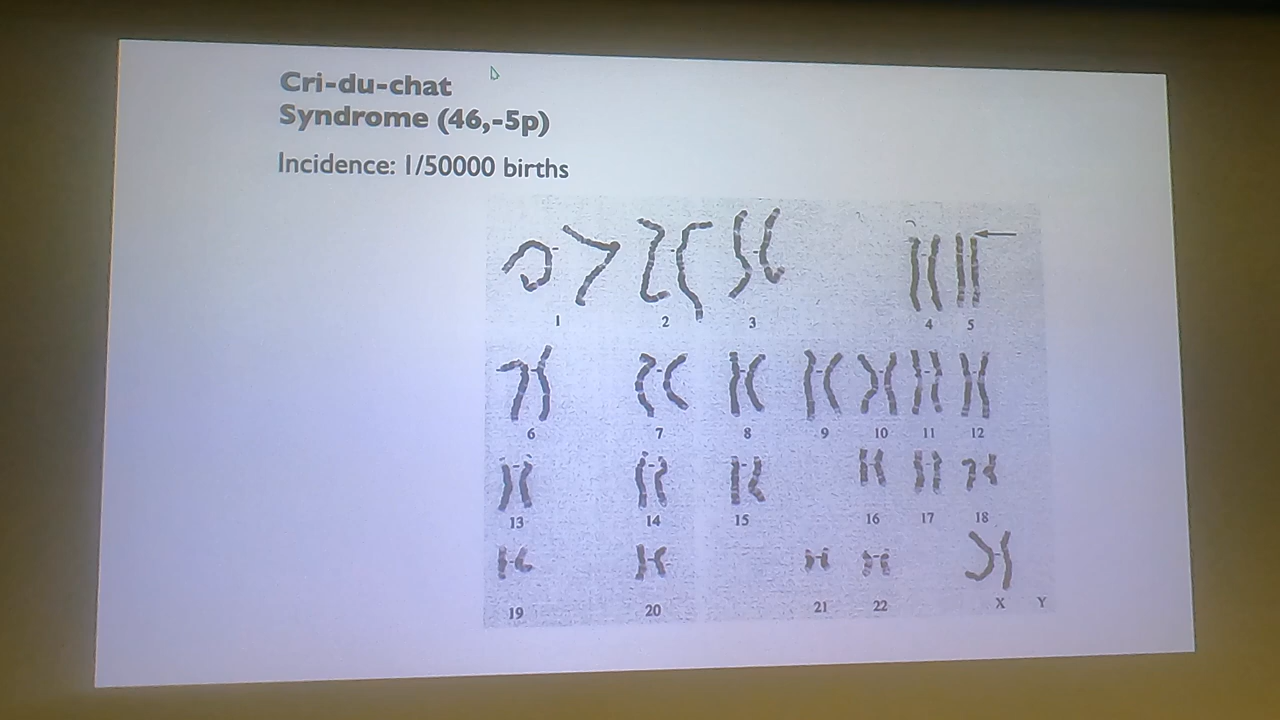 Cri-du-chat
Syndrome (46,-5p)
Incidence: 1/50000 births
1 2 3 4 5
6 7 8 9 10 11 12
13 14 15 16 17 18
19 20 21 22 X Y